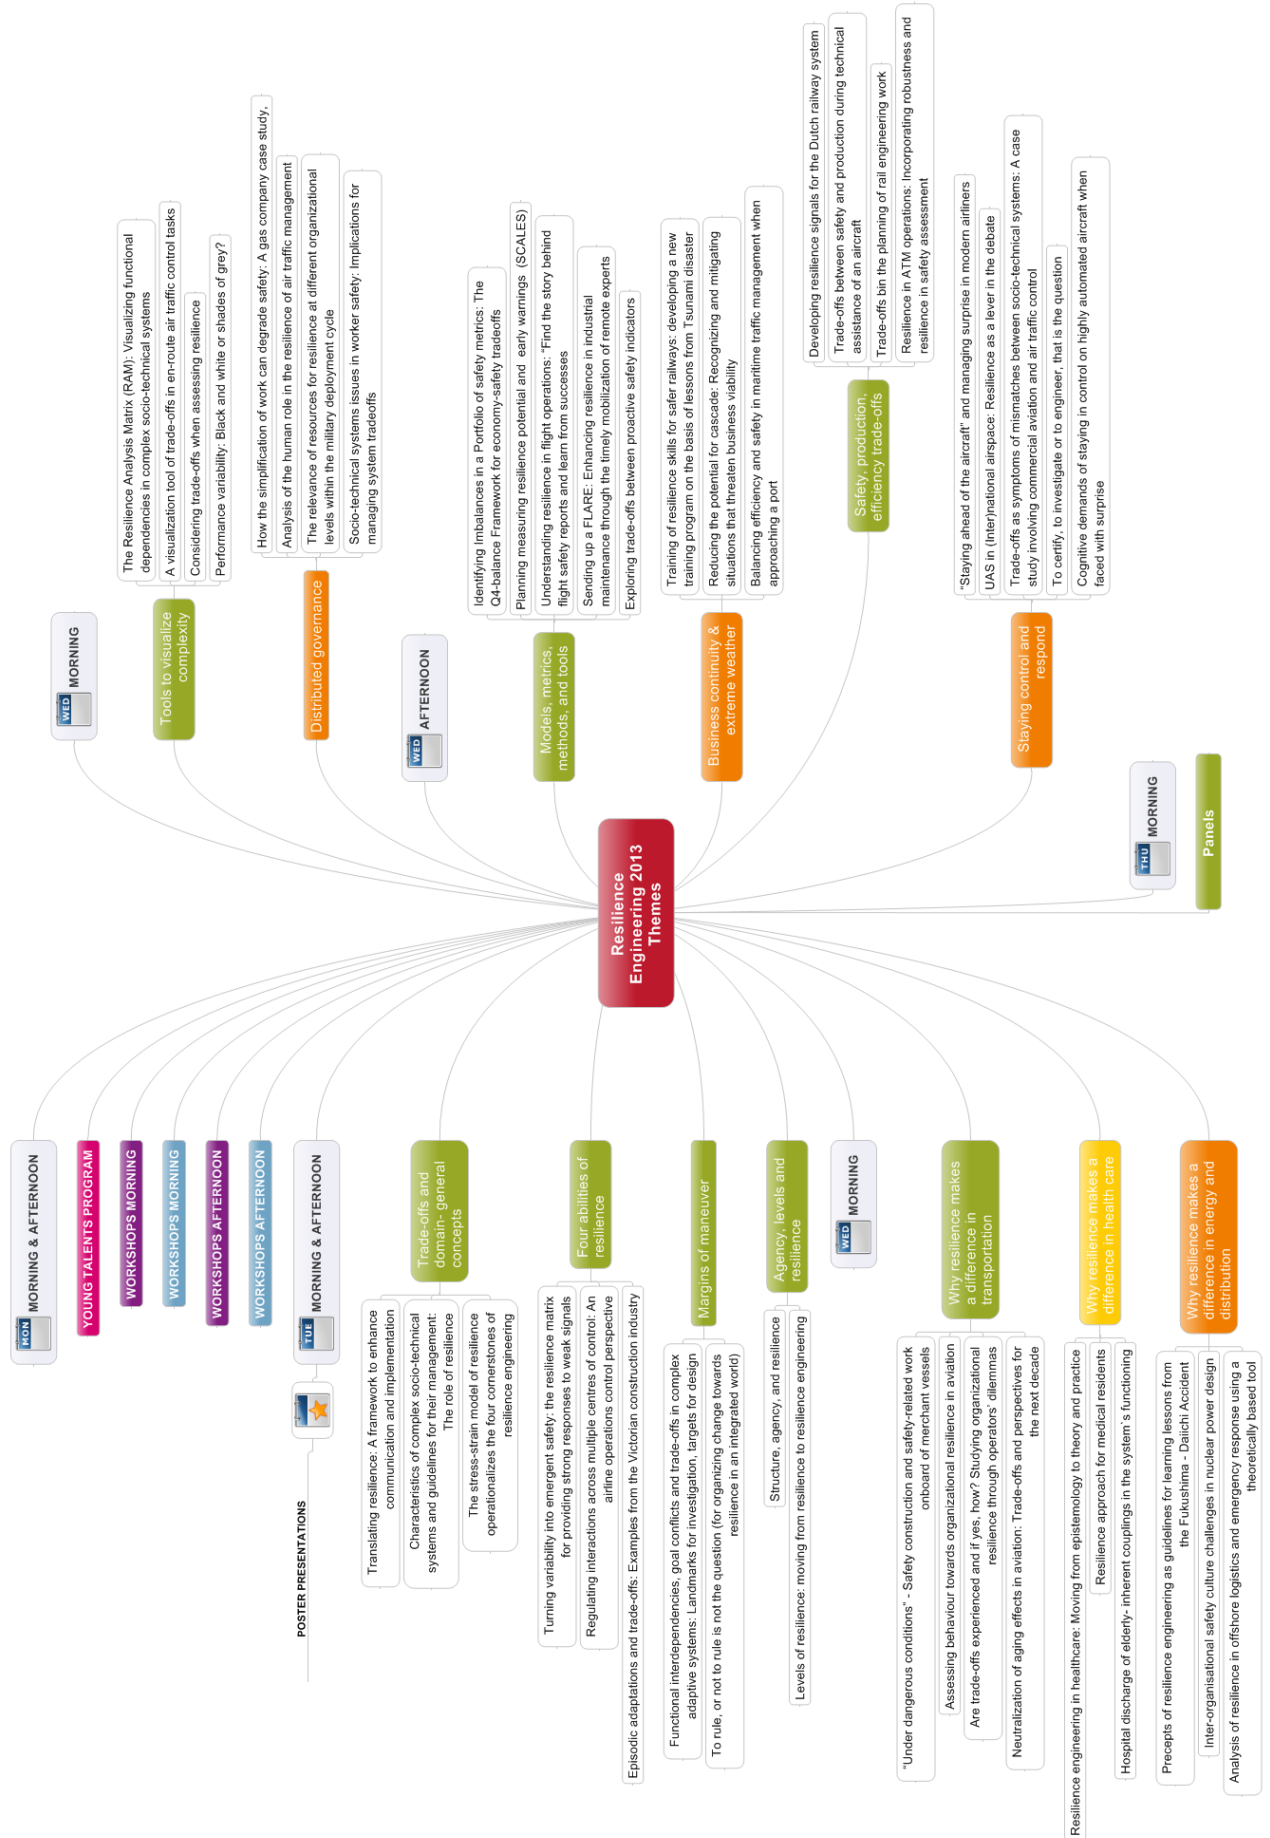 Resilience
Engineering 2013
Themes
MON
MORNING & AFTERNOON
YOUNG TALENTS PROGRAM
WORKSHOPS MORNING
WORKSHOPS MORNING
WORKSHOPS AFTERNOON
WORKSHOPS AFTERNOON
TUE
MORNING & AFTERNOON
POSTER PRESENTATIONS
Trade-offs and
domain- general
concepts
Translating resilience: A framework to enhance
communication and implementation
Characteristics of complex socio-technical
systems and guidelines for their management:
The role of resilience
The stress-strain model of resilience
operationalizes the four cornerstones of
resilience engineering
Four abilities of
resilience
Turning variability into emergent safety: the resilience matrix
for providing strong responses to weak signals
Regulating interactions across multiple centres of control: An
airline operations control perspective
Episodic adaptations and trade-offs: Examples from the Victorian construction industry
Margins of maneuver
Functional interdependencies, goal conflicts and trade-offs in complex
adaptive systems: Landmarks for investigation, targets for design
To rule, or not to rule is not the question (for organizing change towards
resilience in an integrated world)
Agency, levels and
resilience
Structure, agency, and resilience
Levels of resilience: moving from resilience to resilience engineering
WED
MORNING
Why resilience makes
a difference in
transportation
“Under dangerous conditions” - Safety construction and safety-related work
onboard of merchant vessels
Assessing behaviour towards organizational resilience in aviation
Are trade-offs experienced and if yes, how? Studying organizational
resilience through operators´ dilemmas
Neutralization of aging effects in aviation: Trade-offs and perspectives for
the next decade
Why resilience makes a
difference in health care
Resilience engineering in healthcare: Moving from epistemology to theory and practice
Resilience approach for medical residents
Hospital discharge of elderly- inherent couplings in the system`s functioning
Why resilience makes a
difference in energy and
distribution
Precepts of resilience engineering as guidelines for learning lessons from
the Fukushima - Daiichi Accident
Inter-organisational safety culture challenges in nuclear power design
Analysis of resilience in offshore logistics and emergency response using a
theoretically based tool
WED
MORNING
Tools to visualize
complexity
The Resilience Analysis Matrix (RAM): Visualizing functional
dependencies in complex socio-technical systems
A visualization tool of trade-offs in en-route air traffic control tasks
Considering trade-offs when assessing resilience
Performance variability: Black and white or shades of grey?
Distributed governance
How the simplification of work can degrade safety: A gas company case study,
Analysis of the human role in the resilience of air traffic management
The relevance of resources for resilience at different organizational
levels within the military deployment cycle
Socio-technical systems issues in worker safety: Implications for
managing system tradeoffs
WED
AFTERNOON
Models, metrics,
methods, and tools
Identifying Imbalances in a Portfolio of safety metrics: The
Q4-balance Framework for economy-safety tradeoffs
Planning measuring resilience potential and early warnings (SCALES)
Understanding resilience in flight operations: “Find the story behind
flight safety reports and learn from successes
Sending up a FLARE: Enhancing resilience in industrial
maintenance through the timely mobilization of remote experts
Exploring trade-offs between proactive safety indicators
Business continuity &
extreme weather
Training of resilience skills for safer railways: developing a new
training program on the basis of lessons from Tsunami disaster
Reducing the potential for cascade: Recognizing and mitigating
situations that threaten business viability
Balancing efficiency and safety in maritime traffic management when
approaching a port
Safety, production,
efficiency trade-offs
Developing resilience signals for the Dutch railway system
Trade-offs between safety and production during technical
assistance of an aircraft
Trade-offs bin the planning of rail engineering work
Resilience in ATM operations: Incorporating robustness and
resilience in safety assessment
Staying control and
respond
“Staying ahead of the aircraft” and managing surprise in modern airliners
UAS in (Inter)national airspace: Resilience as a lever in the debate
Trade-offs as symptoms of mismatches between socio-technical systems: A case
study involving commercial aviation and air traffic control
To certify, to investigate or to engineer, that is the question
Cognitive demands of staying in control on highly automated aircraft when
faced with surprise
THU
MORNING
Panels